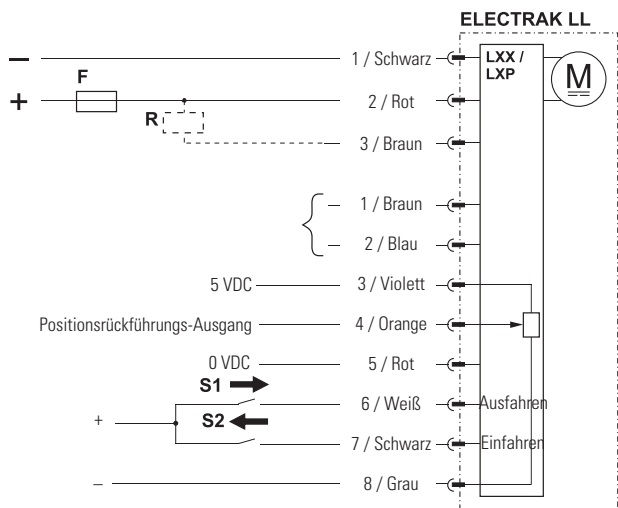 ELECTRAK LL
− 1 / Schwarz LXX /
LXP
M
F
+ 2 / Rot
R
3 / Braun
1 / Braun
2 / Blau
5 VDC 3 / Violett
Positionsrückführungs-Ausgang 4 / Orange
0 VDC 5 / Rot
S1
6 / Weiß Ausfahren
S2
+
7 / Schwarz Einfahren
− 8 / Grau